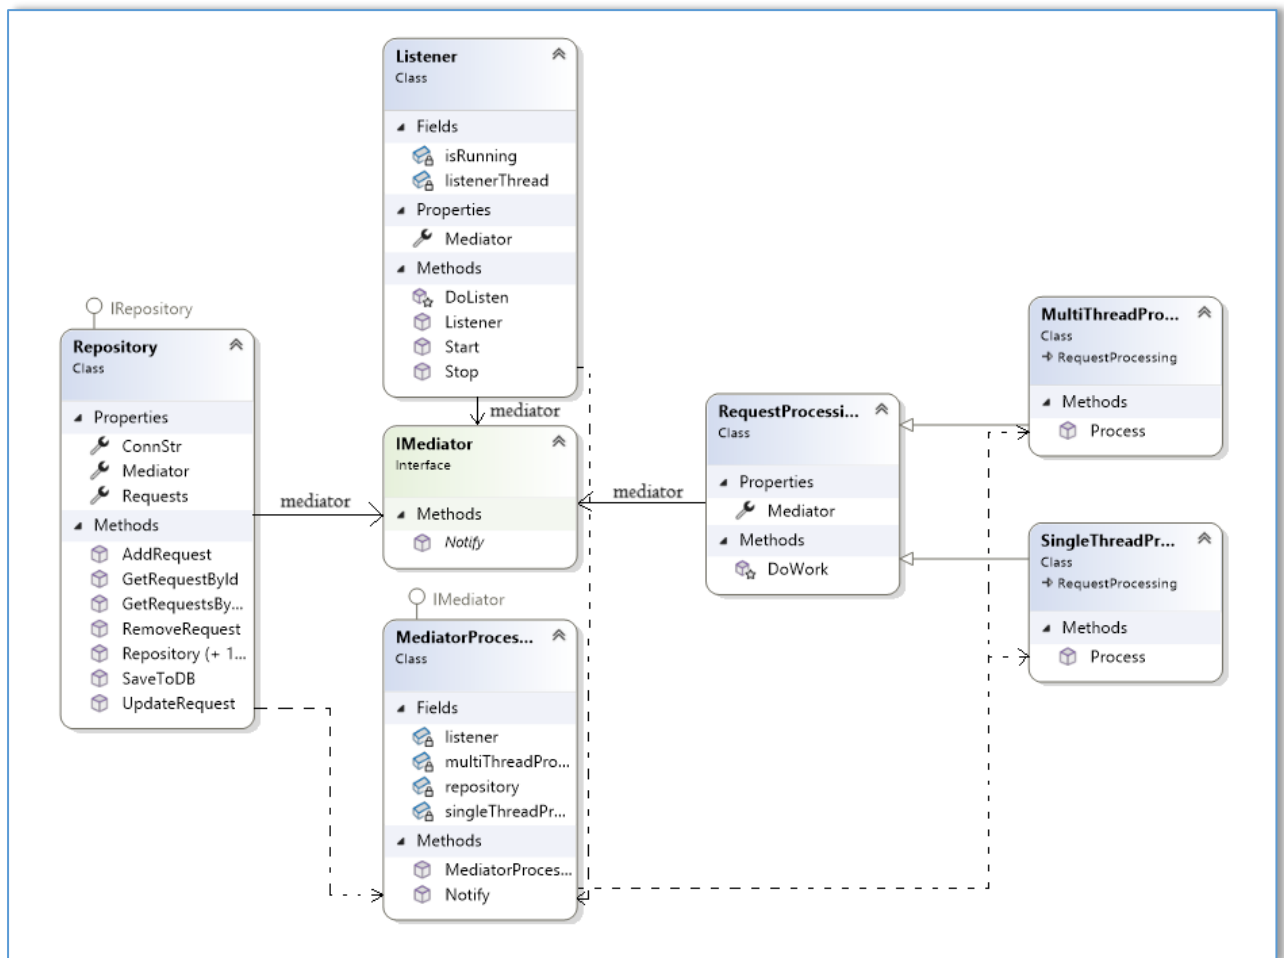 Listener
Class
Fields
isRunning
listenerThread
Properties
Mediator
Methods
DoListen
Listener
Start
Stop
mediator
IRepository
Repository
Class
Properties
ConnStr
Mediator
Requests
Methods
AddRequest
GetRequestById
GetRequestsBy...
RemoveRequest
Repository (+ 1...
SaveToDB
UpdateRequest
mediator
IMediator
Interface
Methods
Notify
mediator
IMediator
MediatorProces...
Class
Fields
listener
multiThreadPro...
repository
singleThreadPr...
Methods
MediatorProces...
Notify
RequestProcessi...
Class
Properties
Mediator
Methods
DoWork
MultiThreadPro...
Class
RequestProcessing
Methods
Process
SingleThreadPr...
Class
RequestProcessing
Methods
Process